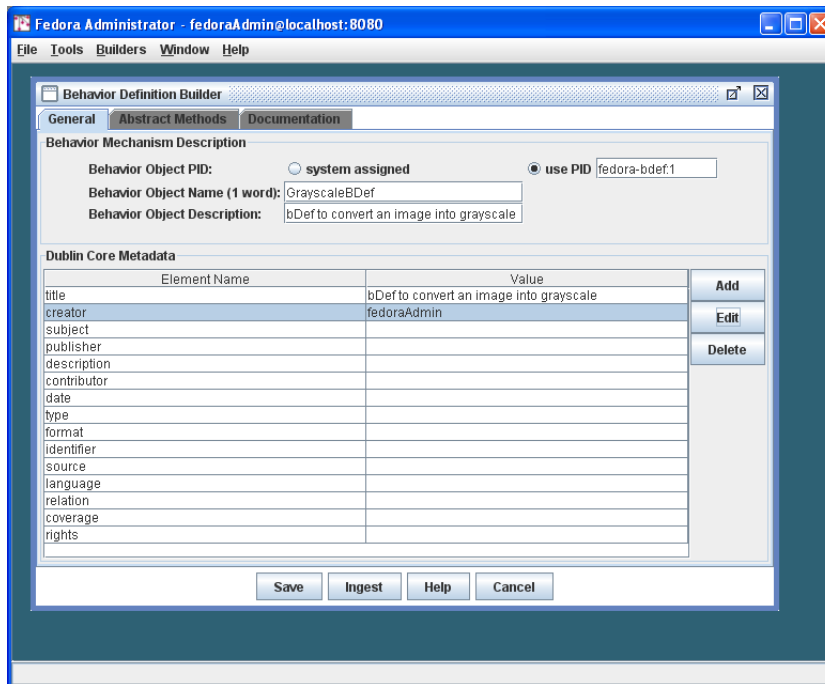 Fedora Administrator - fedoraAdmin@localhost:8080
File Tools Builders Window Help
Behavior Definition Builder
General Abstract Methods Documentation
Behavior Mechanism Description
Behavior Object PID: system assigned use PID fedora-bdef:1
Behavior Object Name (1 word): GrayscaleBDef
Behavior Object Description: bDef to convert an image into grayscale
Dublin Core Metadata
Element Name Value
title bDef to convert an image into grayscale
creator fedoraAdmin
subject
publisher
description
contributor
date
type
format
identifier
source
language
relation
coverage
rights
Add
Edit
Delete
Save Ingest Help Cancel